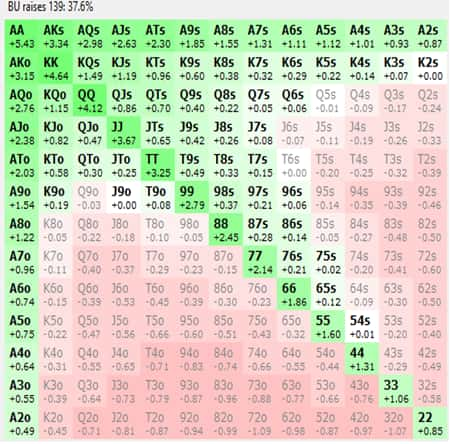 BU raises 139: 37.6%
AA AKs AQs AJs ATs A9s A8s A7s A6s A5s A4s A3s A2s
+5.43 +3.34 +2.98 +2.63 +2.30 +1.85 +1.55 +1.31 +1.11 +1.12 +1.01 +0.93 +0.87
AKo KK KQs KJs KTs K9s K8s K7s K6s K5s K4s K3s K2s
+3.15 +4.64 +1.49 +1.19 +0.96 +0.60 +0.38 +0.32 +0.29 +0.22 +0.14 +0.07 +0.00
AQo KQo QQ QJs QTs Q9s Q8s Q7s Q6s Q5s Q4s Q3s Q2s
+2.76 +1.15 +4.12 +0.86 +0.70 +0.40 +0.22 +0.05 +0.06 -0.01 -0.09 -0.17 -0.24
AJo KJo QJo JJ JTs J9s J8s J7s J6s J5s J4s J3s J2s
+2.38 +0.82 +0.47 +3.67 +0.65 +0.42 +0.26 +0.08 -0.07 -0.11 -0.19 -0.26 -0.33
ATo KTo QTo JTo TT T9s T8s T7s T6s T5s T4s T3s T2s
+2.03 +0.58 +0.30 +0.25 +3.25 +0.49 +0.33 +0.15 -0.00 -0.20 -0.25 -0.32 -0.39
A9o K9o Q9o J9o T9o 99 98s 97s 96s 95s 94s 93s 92s
+1.54 +0.19 -0.03 +0.00 +0.08 +2.79 +0.37 +0.21 +0.06 -0.14 -0.35 -0.39 -0.46
A8o K8o Q8o J8o T8o 98o 88 87s 86s 85s 84s 83s 82s
+1.22 -0.05 -0.22 -0.18 -0.10 -0.05 +2.45 +0.28 +0.14 -0.05 -0.27 -0.48 -0.50
A7o K7o Q7o J7o T7o 97o 87o 77 76s 75s 74s 73s 72s
+0.96 -0.11 -0.40 -0.37 -0.29 -0.23 -0.15 +2.14 +0.21 +0.02 -0.20 -0.41 -0.60
A6o K6o Q6o J6o T6o 96o 86o 76o 66 65s 64s 63s 62s
+0.74 -0.16 -0.39 -0.53 -0.45 -0.39 -0.30 -0.23 +1.86 +0.12 -0.09 -0.30 -0.50
A5o K5o Q5o J5o T5o 95o 85o 75o 65o 55 54s 53s 52s
+0.75 -0.22 -0.47 -0.56 -0.66 -0.60 -0.51 -0.43 -0.32 +1.60 +0.01 -0.20 -0.40
A4o K4o Q4o J4o T4o 94o 84o 74o 64o 54o 44 43s 42s
+0.64 -0.31 -0.55 -0.64 -0.71 -0.83 -0.74 -0.66 -0.55 -0.44 +1.31 -0.29 -0.49
A3o K3o Q3o J3o T3o 93o 83o 73o 63o 53o 43o 33 32s
+0.55 -0.39 -0.64 -0.73 -0.79 -0.87 -0.96 -0.88 -0.77 -0.66 -0.76 +1.06 -0.58
A2o K2o Q2o J2o T2o 92o 82o 72o 62o 52o 42o 32o 22
+0.49 -0.45 -0.71 -0.81 -0.87 -0.94 -0.99 -1.09 -0.98 -0.87 -0.97 -1.07 +0.85